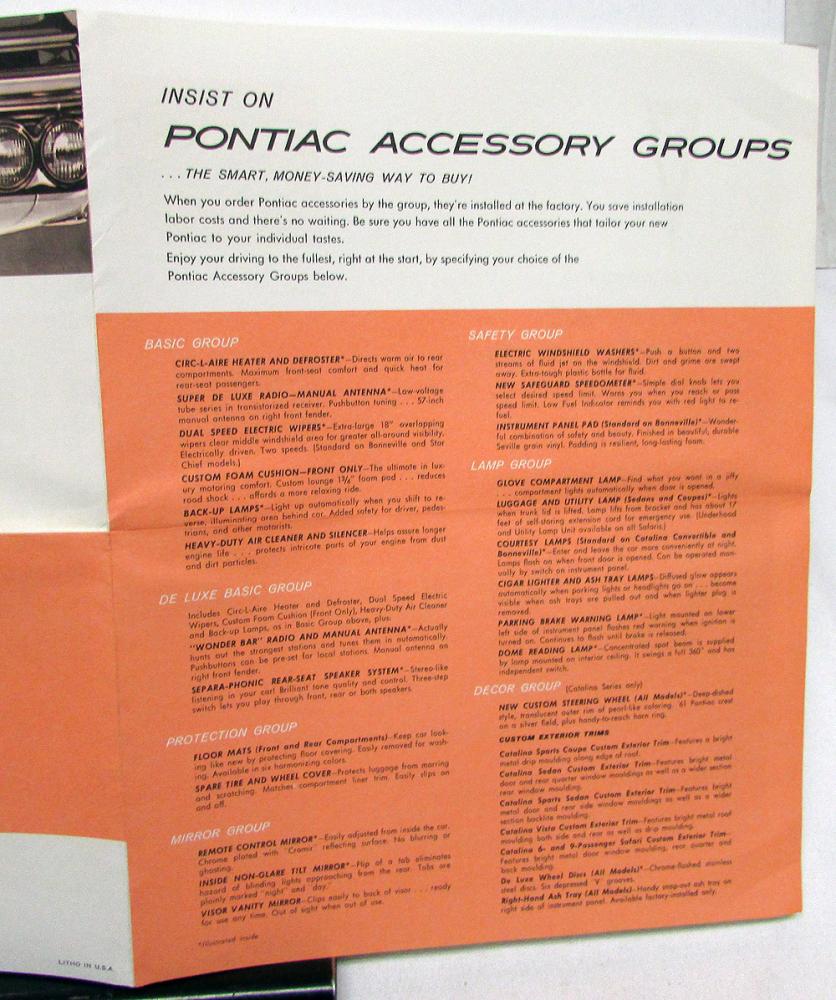 INSIST ON
PONTIAC ACCESSORY GROUPS
. . . THE SMART, MONEY-SAVING WAY TO BUY!
When you order Pontiac accessories by the group, they're installed at the factory. You save installation
labor costs and there's no waiting. Be sure you have all the Pontiac accessories that tailor your new
Pontiac to your individual tastes.
Enjoy your driving to the fullest, right at the start, by specifying your choice of the
Pontiac Accessory Groups below.
BASIC GROUP
CIRC-L-AIRE HEATER AND DEFROSTER*—Directs warm air to rear
compartments. Maximum front-seat comfort and quick heat for
rear-seat passengers.
SUPER DE LUXE RADIO—MANUAL ANTENNA*—Low-voltage
tube series in transistorized receiver. Pushbutton tuning . . . 57-inch
manual antenna on right front fender.
DUAL SPEED ELECTRIC WIPERS*—Extra-large 18" overlapping
wipers clear middle windshield area for greater all-around visibility.
Electrically driven. Two speeds. (Standard on Bonneville and Star
Chief models.)
CUSTOM FOAM CUSHION—FRONT ONLY—The ultimate in lux-
ury motoring comfort. Custom lounge 1¾" foam pad . . . reduces
road shock . . . affords a more relaxing ride.
BACK-UP LAMPS*—Light up automatically when you shift to re-
verse, illuminating area behind car. Added safety for driver, pedes-
trians, and other motorists.
HEAVY-DUTY AIR CLEANER AND SILENCER—Helps assure longer
engine life . . . protects intricate parts of your engine from dust
and dirt particles.
DE LUXE BASIC GROUP
Includes Circ-L-Aire Heater and Defroster, Dual Speed Electric
Wipers, Custom Foam Cushion (Front Only), Heavy-Duty Air Cleaner
and Back-up Lamps, as in Basic Group above, plus:
"WONDER BAR" RADIO AND MANUAL ANTENNA*—Actually
hunts out the strongest stations and tunes them in automatically.
Pushbuttons can be pre-set for local stations. Manual antenna on
right front fender.
SEPARA-PHONIC REAR-SEAT SPEAKER SYSTEM*—Stereo-like
listening in your car! Brilliant tone quality and control. Three-step
switch lets you play through front, rear or both speakers.
PROTECTION GROUP
FLOOR MATS (Front and Rear Compartments)—Keep car look-
ing like new by protecting floor covering. Easily removed for wash-
ing. Available in six harmonizing colors.
SPARE TIRE AND WHEEL COVER—Protects luggage from marring
and scratching. Matches compartment liner trim. Easily slips on
and off.
MIRROR GROUP
REMOTE CONTROL MIRROR*—Easily adjusted from inside the car.
Chrome plated with "Cromir" reflecting surface. No blurring or
ghosting.
INSIDE NON-GLARE TILT MIRROR*—Flip of a tab eliminates
hazard of blinding lights approaching from the rear. Tabs are
plainly marked "night" and "day."
VISOR VANITY MIRROR—Clips easily to back of visor . . . ready
for use any time. Out of sight when out of use.
*Illustrated inside
SAFETY GROUP
ELECTRIC WINDSHIELD WASHERS*—Push a button and two
streams of fluid jet on the windshield. Dirt and grime are swept
away. Extra-tough plastic bottle for fluid.
NEW SAFEGUARD SPEEDOMETER*—Simple dial knob lets you
select desired speed limit. Warns you when you reach or pass
speed limit. Low Fuel Indicator reminds you with red light to re-
fuel.
INSTRUMENT PANEL PAD (Standard on Bonneville)*—Wonder-
ful combination of safety and beauty. Finished in beautiful, durable
Seville grain vinyl. Padding is resilient, long-lasting foam.
LAMP GROUP
GLOVE COMPARTMENT LAMP—Find what you want in a jiffy
. . . compartment lights automatically when door is opened.
LUGGAGE AND UTILITY LAMP (Sedans and Coupes)*—Lights
when trunk lid is lifted. Lamp lifts from bracket and has about 17
feet of self-storing extension cord for emergency use. (Underhood
and Utility Lamp Unit available on all Safaris.)
COURTESY LAMPS (Standard on Catalina Convertible and
Bonneville)*—Enter and leave the car more conveniently at night.
Lamps flash on when front door is opened. Can be operated man-
ually by switch on instrument panel.
CIGAR LIGHTER AND ASH TRAY LAMPS—Diffused glow appears
automatically when parking lights or headlights go on . . . become
visible when ash trays are pulled out and when lighter plug is
removed.
PARKING BRAKE WARNING LAMP*—Light mounted on lower
left side of instrument panel flashes red warning when ignition is
turned on. Continues to flash until brake is released.
DOME READING LAMP*—Concentrated spot beam is supplied
by lamp mounted on interior ceiling. It swings a full 360° and has
independent switch.
DECOR GROUP (Catalina Series only)
NEW CUSTOM STEERING WHEEL (All Models)*—Deep-dished
style, translucent outer rim of pearl-like coloring. '61 Pontiac crest
on a silver field, plus handy-to-reach horn ring.
CUSTOM EXTERIOR TRIMS
Catalina Sports Coupe Custom Exterior Trim—Features a bright
metal drip moulding along edge of roof.
Catalina Sedan Custom Exterior Trim—Features bright metal
door and rear quarter window mouldings as well as a wider section
rear window moulding.
Catalina Sports Sedan Custom Exterior Trim—Features bright
metal door and rear side window mouldings as well as a wider
section backlite moulding.
Catalina Vista Custom Exterior Trim—Features bright metal roof
moulding both side and rear as well as drip moulding.
Catalina 6- and 9-Passenger Safari Custom Exterior Trim—
Features bright metal door window moulding, rear quarter and
back moulding.
De Luxe Wheel Discs (All Models)*—Chrome-flashed stainless
steel discs. Six depressed "V" grooves.
Right-Hand Ash Tray (All Models)—Handy snap-out ash tray on
right side of instrument panel. Available factory-installed only.
LITHO IN U.S.A.